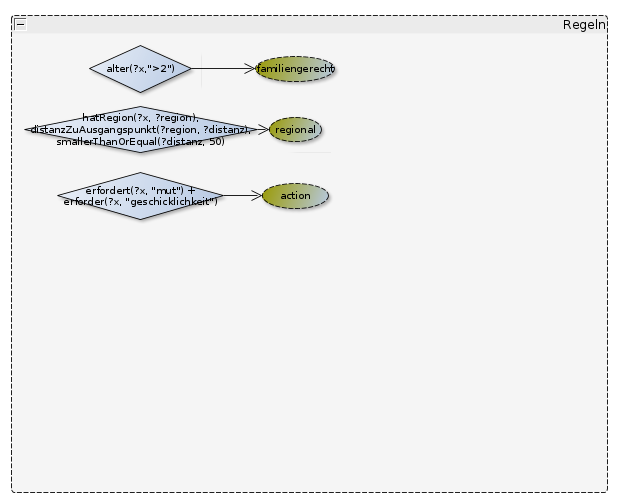 Regeln
alter(?x,">2")
familiengerecht
hatRegion(?x, ?region),
distanzZuAusgangspunkt(?region, ?distanz),
smallerThanOrEqual(?distanz, 50)
regional
erfordert(?x, "mut") +
erforder(?x, "geschicklichkeit")
action